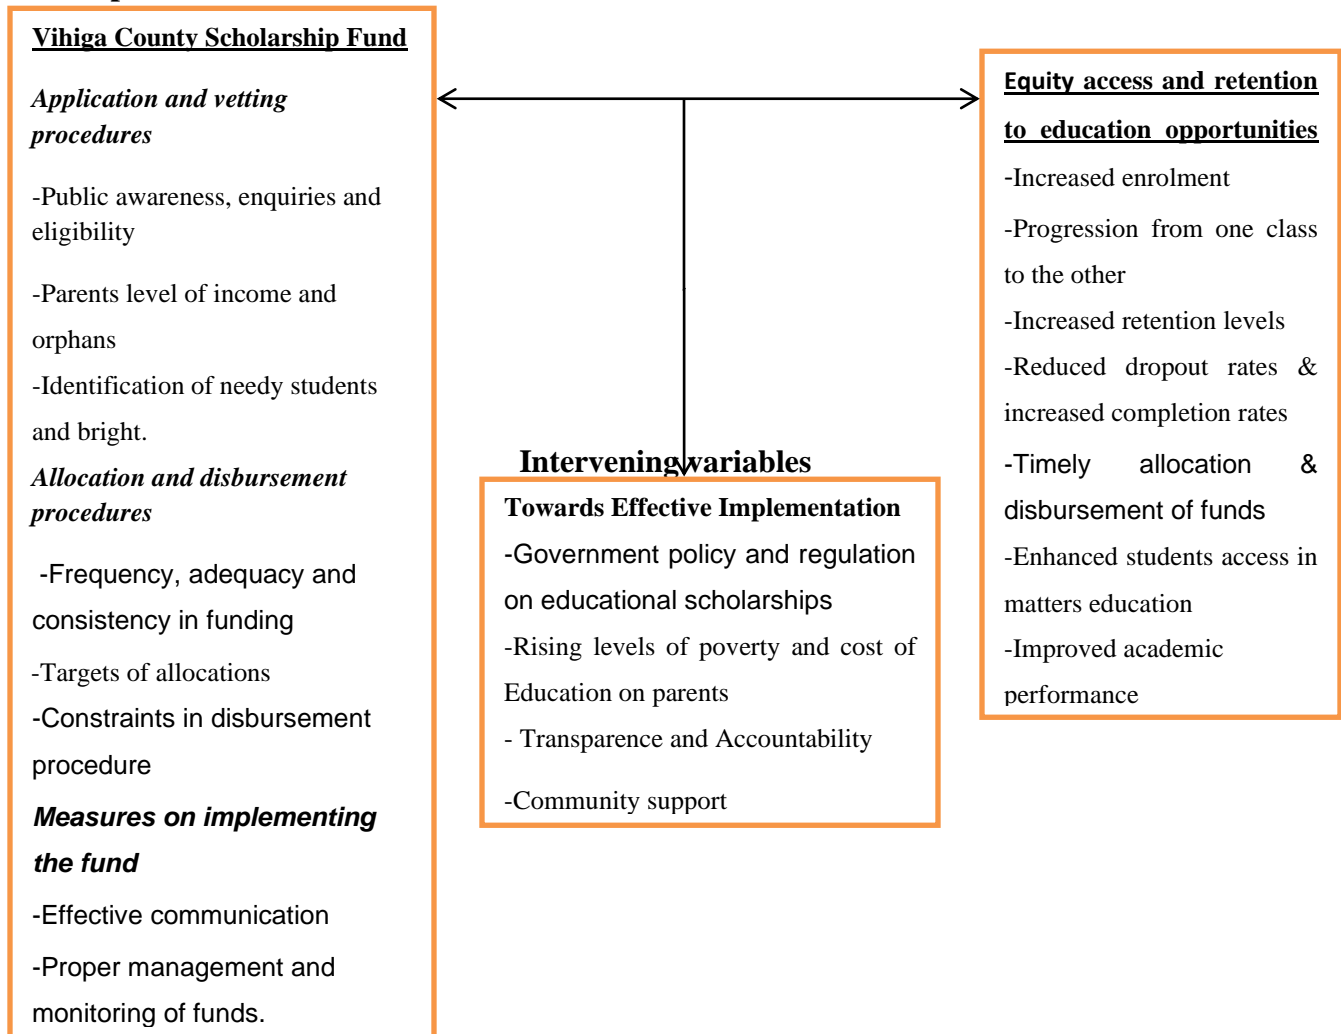 Vihiga County Scholarship Fund
Application and vetting
procedures
-Public awareness, enquiries and
eligibility
-Parents level of income and
orphans
-Identification of needy students
and bright.
Allocation and disbursement
procedures
-Frequency, adequacy and
consistency in funding
-Targets of allocations
-Constraints in disbursement
procedure
Measures on implementing
the fund
-Effective communication
-Proper management and
monitoring of funds.
Intervening variables
Towards Effective Implementation
-Government policy and regulation
on educational scholarships
-Rising levels of poverty and cost of
Education on parents
- Transparence and Accountability
-Community support
Equity access and retention
to education opportunities
-Increased enrolment
-Progression from one class
to the other
-Increased retention levels
-Reduced dropout rates &
increased completion rates
-Timely allocation &
disbursement of funds
-Enhanced students access in
matters education
-Improved academic
performance